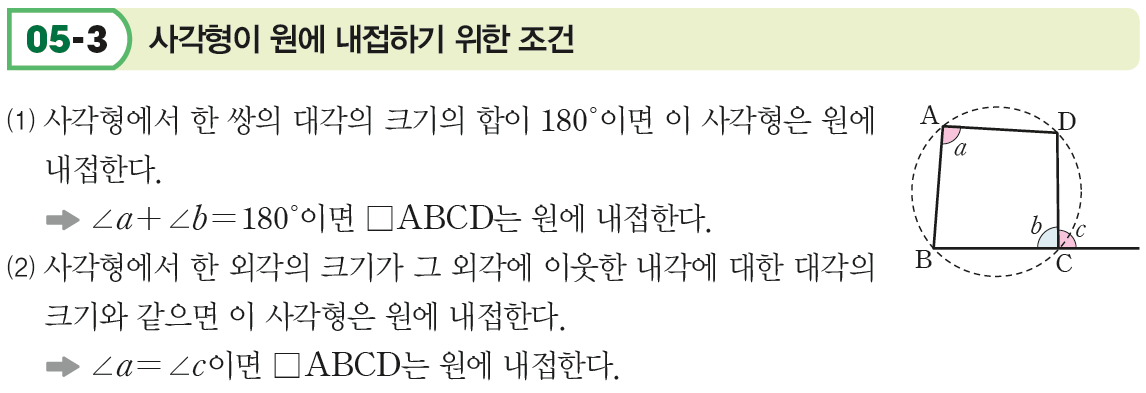 05-3 사각형이 원에 내접하기 위한 조건
⑴ 사각형에서 한 쌍의 대각의 크기의 합이 180°이면 이 사각형은 원에
내접한다.
➡ ∠a+∠b=180°이면 □ABCD는 원에 내접한다.
⑵ 사각형에서 한 외각의 크기가 그 외각에 이웃한 내각에 대한 대각의
크기와 같으면 이 사각형은 원에 내접한다.
➡ ∠a=∠c이면 □ABCD는 원에 내접한다.
A
D
a
b
c
B
C